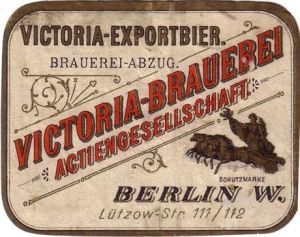 VICTORIA-EXPORTBIER.
BRAUEREI-ABZUG.
VICTORIA-BRAUEREI
ACTIENGESELLSCHAFT.
SCHUTZMARKE
BERLIN W.
Lützow-Str. 111/112